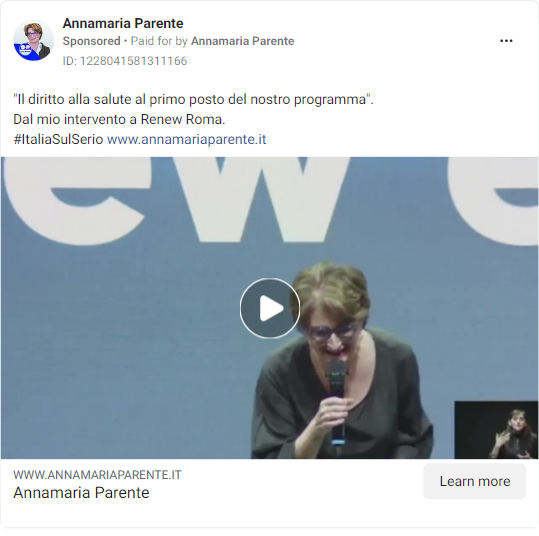 Annamaria Parente
Sponsored • Paid for by Annamaria Parente
ID: 1228041581311166
"Il diritto alla salute al primo posto del nostro programma".
Dal mio intervento a Renew Roma.
#ItaliaSulSerio www.annamariaparente.it
ew e
WWW.ANNAMARIAPARENTE.IT
Annamaria Parente
Learn more